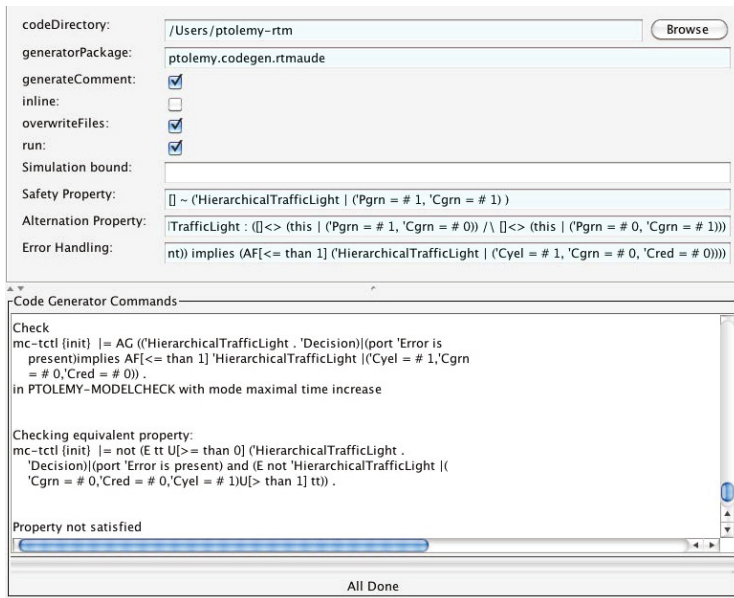 codeDirectory: /Users/ptolemy-rtm Browse
generatorPackage: ptolemy.codegen.rtmaude
generateComment:
inline:
overwriteFiles:
run:
Simulation bound:
Safety Property: [] ~ ('HierarchicalTrafficLight | ('Pgrn = # 1, 'Cgrn = # 1) )
Alternation Property: TrafficLight : ([]<> (this | ('Pgrn = # 1, 'Cgrn = # 0)) /\ []<> (this | ('Pgrn = # 0, 'Cgrn = # 1)))
Error Handling: nt)) implies (AF[<= than 1] ('HierarchicalTrafficLight | ('Cyel = # 1, 'Cgrn = # 0, 'Cred = # 0))))
Code Generator Commands
Check
mc-tctl {init} |= AG (('HierarchicalTrafficLight . 'Decision)|(port 'Error is
present)implies AF[<= than 1] 'HierarchicalTrafficLight |('Cyel = # 1,'Cgrn
= # 0,'Cred = # 0)) .
in PTOLEMY-MODELCHECK with mode maximal time increase
Checking equivalent property:
mc-tctl {init} |= not (E tt U[>= than 0] ('HierarchicalTrafficLight .
'Decision)|(port 'Error is present) and (E not 'HierarchicalTrafficLight |(
'Cgrn = # 0,'Cred = # 0,'Cyel = # 1)U[> than 1] tt)) .
Property not satisfied
All Done